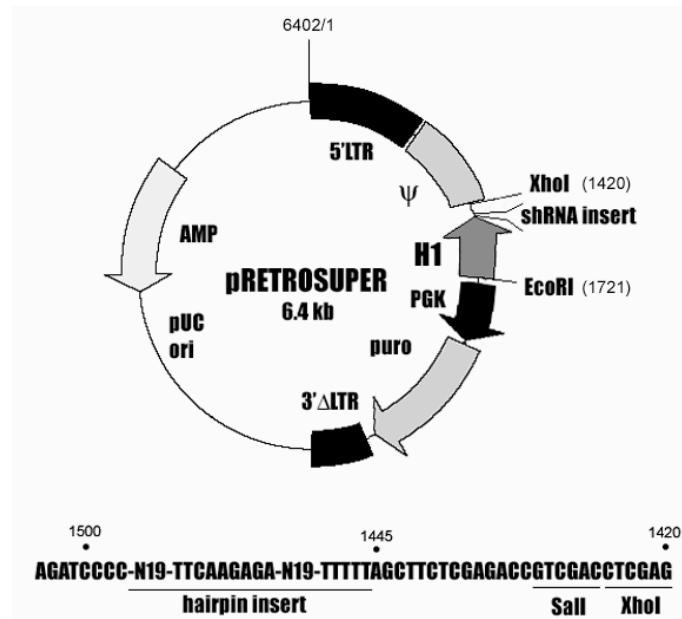 6402/1
5'LTR
ψ
XhoI (1420)
shRNA insert
H1
EcoRI (1721)
PGK
puro
3'ΔLTR
pUC
ori
AMP
pRETROSUPER
6.4 kb
1500
1445
1420
AGATCCCC-N19-TTCAAGAGA-N19-TTTTTAGCTTCTCGAGACCGTCGACCTCGAG
hairpin insert
SalI
XhoI